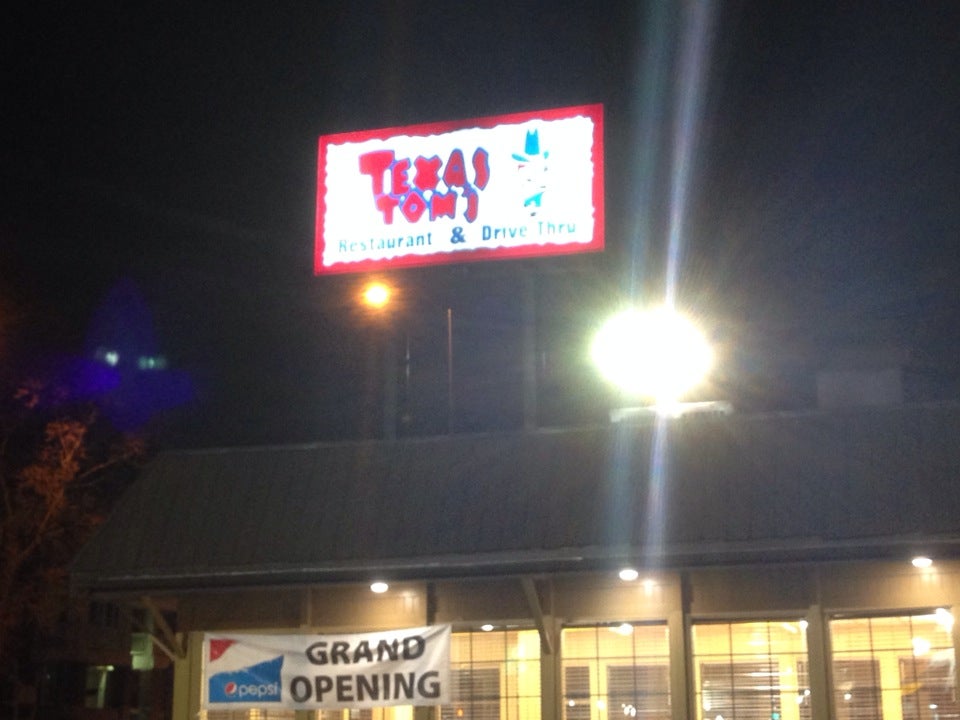 TEXAS
TOM'S
Restaurant & Drive Thru
GRAND
OPENING
pepsi